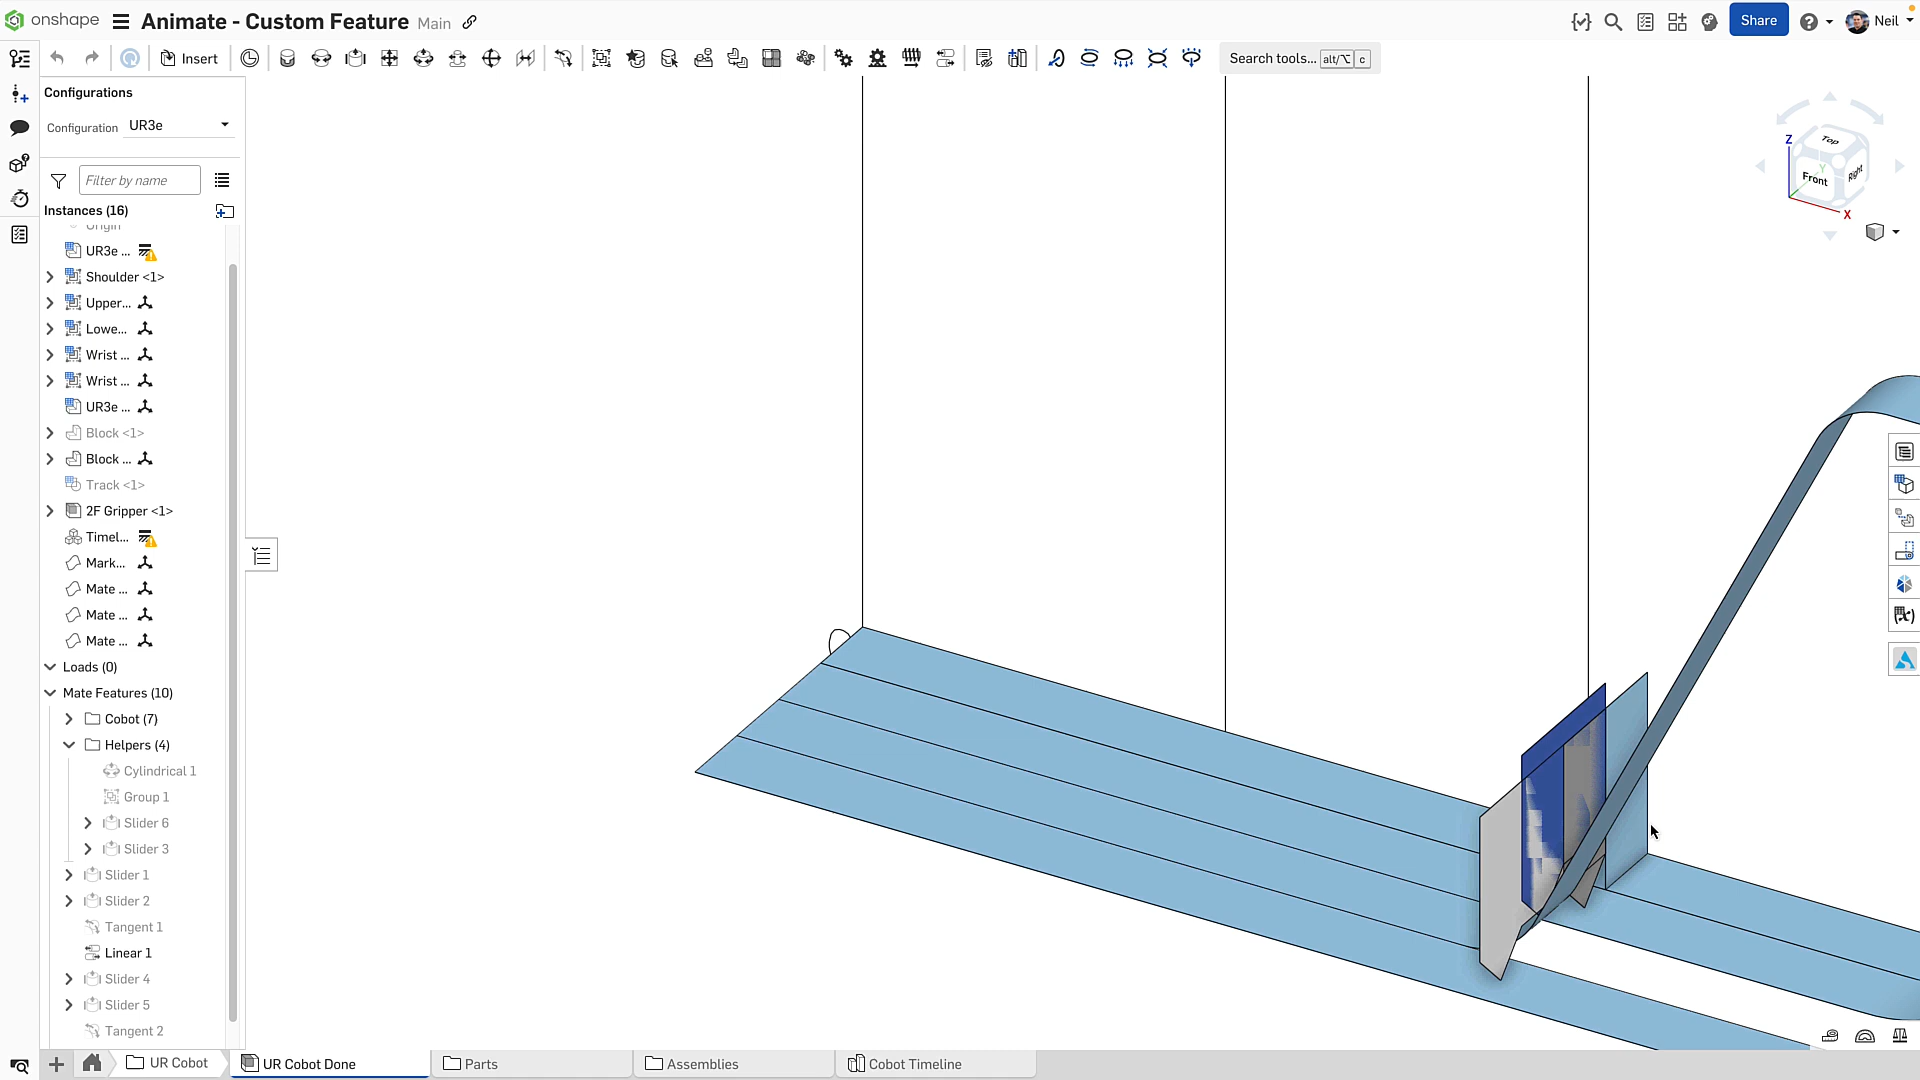 onshape
Animate - Custom Feature Main
Share
Neil
Insert
Search tools... alt/⌥ c
Configurations
Configuration UR3e
Filter by name
Instances (16)
Origin
UR3e ...
Shoulder <1>
Upper...
Lowe...
Wrist ...
Wrist ...
UR3e ...
Block <1>
Block ...
Track <1>
2F Gripper <1>
Timel...
Mark...
Mate ...
Mate ...
Mate ...
Loads (0)
Mate Features (10)
Cobot (7)
Helpers (4)
Cylindrical 1
Group 1
Slider 6
Slider 3
Slider 1
Slider 2
Tangent 1
Linear 1
Slider 4
Slider 5
Tangent 2
Z
Top
Y
Front
Right
X
UR Cobot
UR Cobot Done
Parts
Assemblies
Cobot Timeline